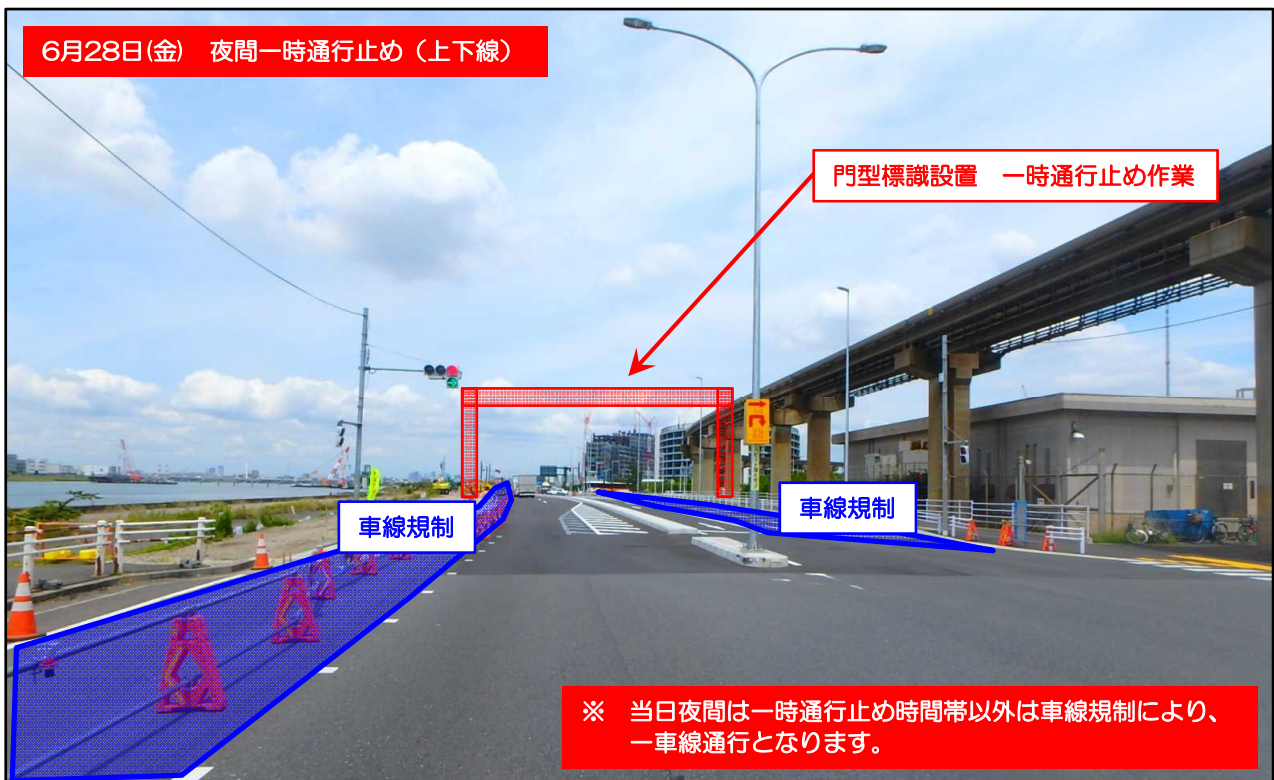 6月28日(金) 夜間一時通行止め（上下線）
門型標識設置 一時通行止め作業
車線規制
車線規制
※ 当日夜間は一時通行止め時間帯以外は車線規制により、
一車線通行となります。